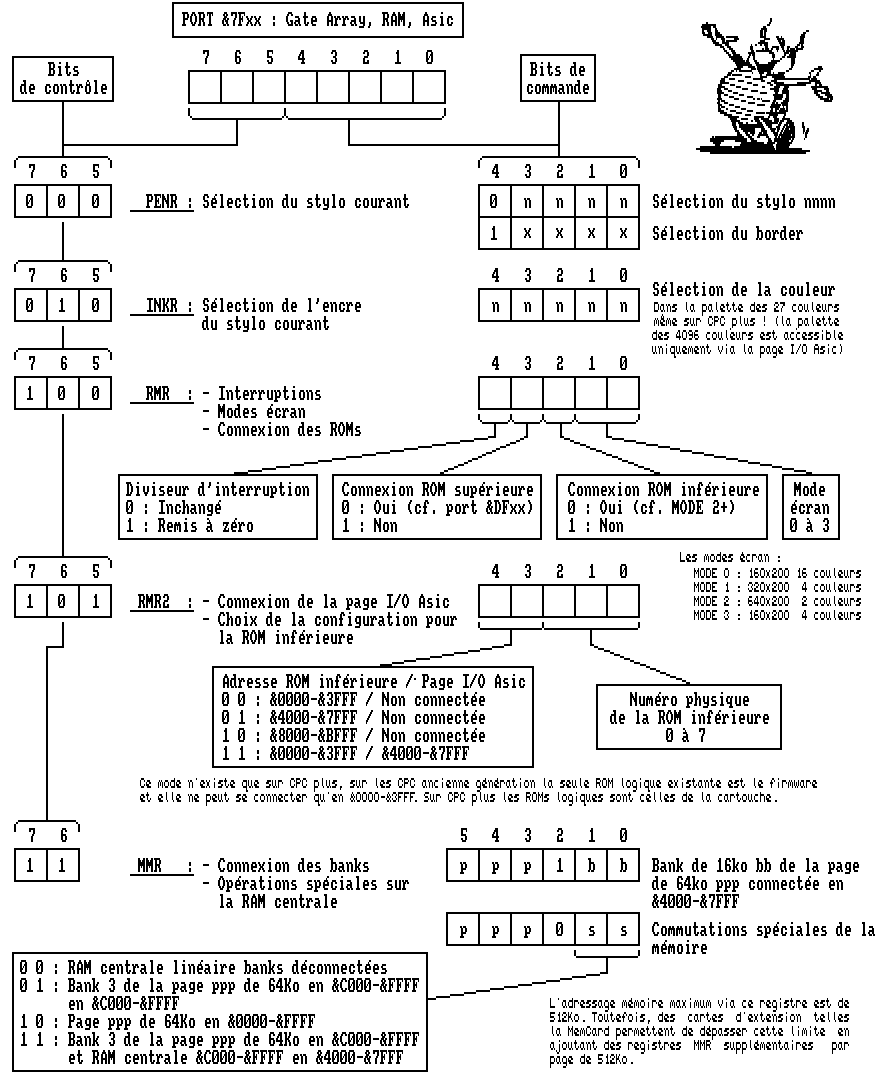 PORT &7Fxx : Gate Array, RAM, Asic
7 6 5 4 3 2 1 0
Bits
de contrôle
Bits de
commande
7 6 5
0 0 0
PENR : Sélection du stylo courant
4 3 2 1 0
0 n n n n
Sélection du stylo nnnn
1 x x x x
Sélection du border
7 6 5
0 1 0
INKR : Sélection de l'encre
du stylo courant
4 3 2 1 0
n n n n n
Sélection de la couleur
Dans la palette des 27 couleurs
même sur CPC plus ! (la palette
des 4096 couleurs est accessible
uniquement via la page I/O Asic)
7 6 5
1 0 0
RMR : - Interruptions
- Modes écran
- Connexion des ROMs
4 3 2 1 0
Diviseur d'interruption
0 : Inchangé
1 : Remis à zéro
Connexion ROM supérieure
0 : Oui (cf. port &DFxx)
1 : Non
Connexion ROM inférieure
0 : Oui (cf. MODE 2+)
1 : Non
Mode
écran
0 à 3
Les modes écran :
MODE 0 : 160x200 16 couleurs
MODE 1 : 320x200 4 couleurs
MODE 2 : 640x200 2 couleurs
MODE 3 : 160x200 4 couleurs
7 6 5
1 0 1
RMR2 : - Connexion de la page I/O Asic
- Choix de la configuration pour
la ROM inférieure
4 3 2 1 0
Adresse ROM inférieure / Page I/O Asic
0 0 : &0000-&3FFF / Non connectée
0 1 : &4000-&7FFF / Non connectée
1 0 : &8000-&BFFF / Non connectée
1 1 : &0000-&3FFF / &4000-&7FFF
Numéro physique
de la ROM inférieure
0 à 7
Ce mode n'existe que sur CPC plus, sur les CPC ancienne génération la seule ROM logique existante est le firmware
et elle ne peut se connecter qu'en &0000-&3FFF. Sur CPC plus les ROMs logiques sont celles de la cartouche.
7 6
1 1
MMR : - Connexion des banks
- Opérations spéciales sur
la RAM centrale
5 4 3 2 1 0
p p p 1 b b
Bank de 16ko bb de la page
de 64ko ppp connectée en
&4000-&7FFF
p p p 0 s s
Commutations spéciales de la
mémoire
0 0 : RAM centrale linéaire banks déconnectées
0 1 : Bank 3 de la page ppp de 64Ko en &C000-&FFFF
en &C000-&FFFF
1 0 : Page ppp de 64Ko en &0000-&FFFF
1 1 : Bank 3 de la page ppp de 64Ko en &C000-&FFFF
et RAM centrale &C000-&FFFF en &4000-&7FFF
L'adressage mémoire maximum via ce registre est de
512Ko. Toutefois, des cartes d'extension telles
la MemCard permettent de dépasser cette limite en
ajoutant des registres MMR supplémentaires par
page de 512Ko.